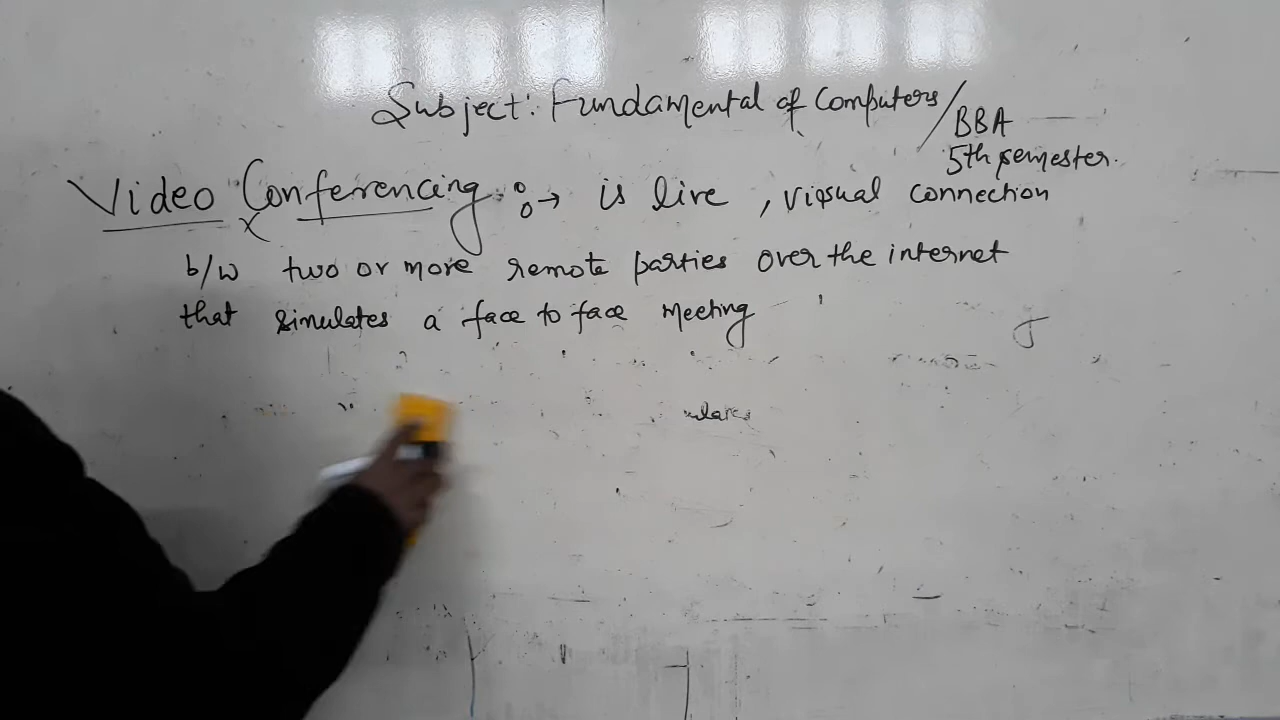 Subject: Fundamental of Computers/BBA
5th semester.
Video Conferencing :→ is live, visual connection
b/w two or more remote parties over the internet
that simulates a face to face meeting